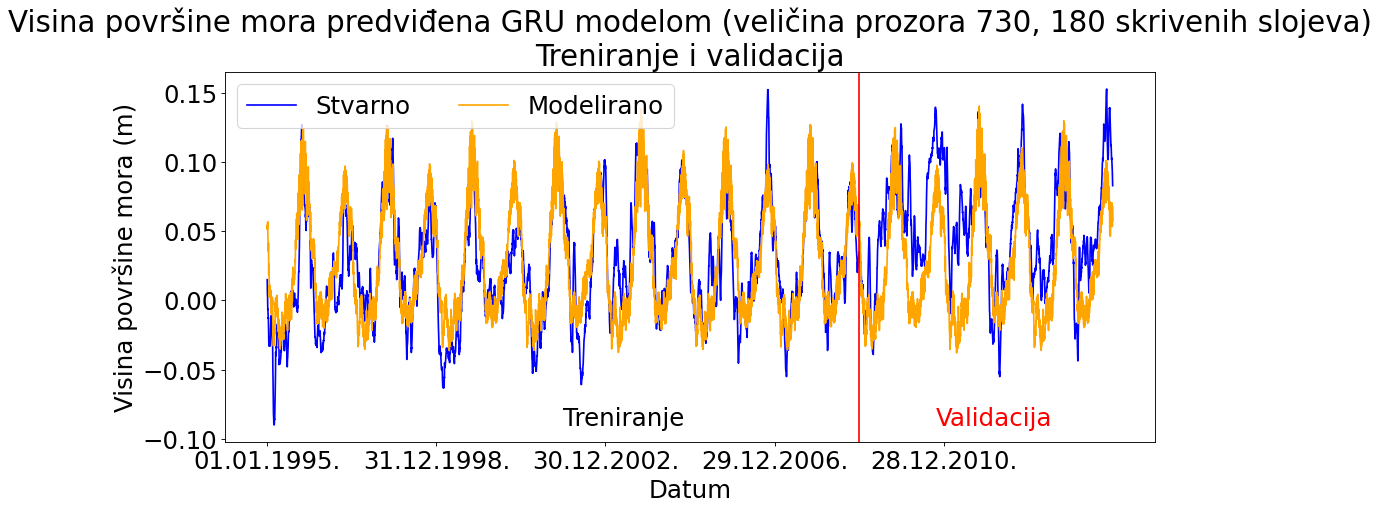 Visina površine mora predviđena GRU modelom (veličina prozora 730, 180 skrivenih slojeva)
Treniranje i validacija
Stvarno
Modelirano
Visina površine mora (m)
0.15
0.10
0.05
0.00
−0.05
−0.10
Treniranje
Validacija
01.01.1995.
31.12.1998.
30.12.2002.
29.12.2006.
28.12.2010.
Datum